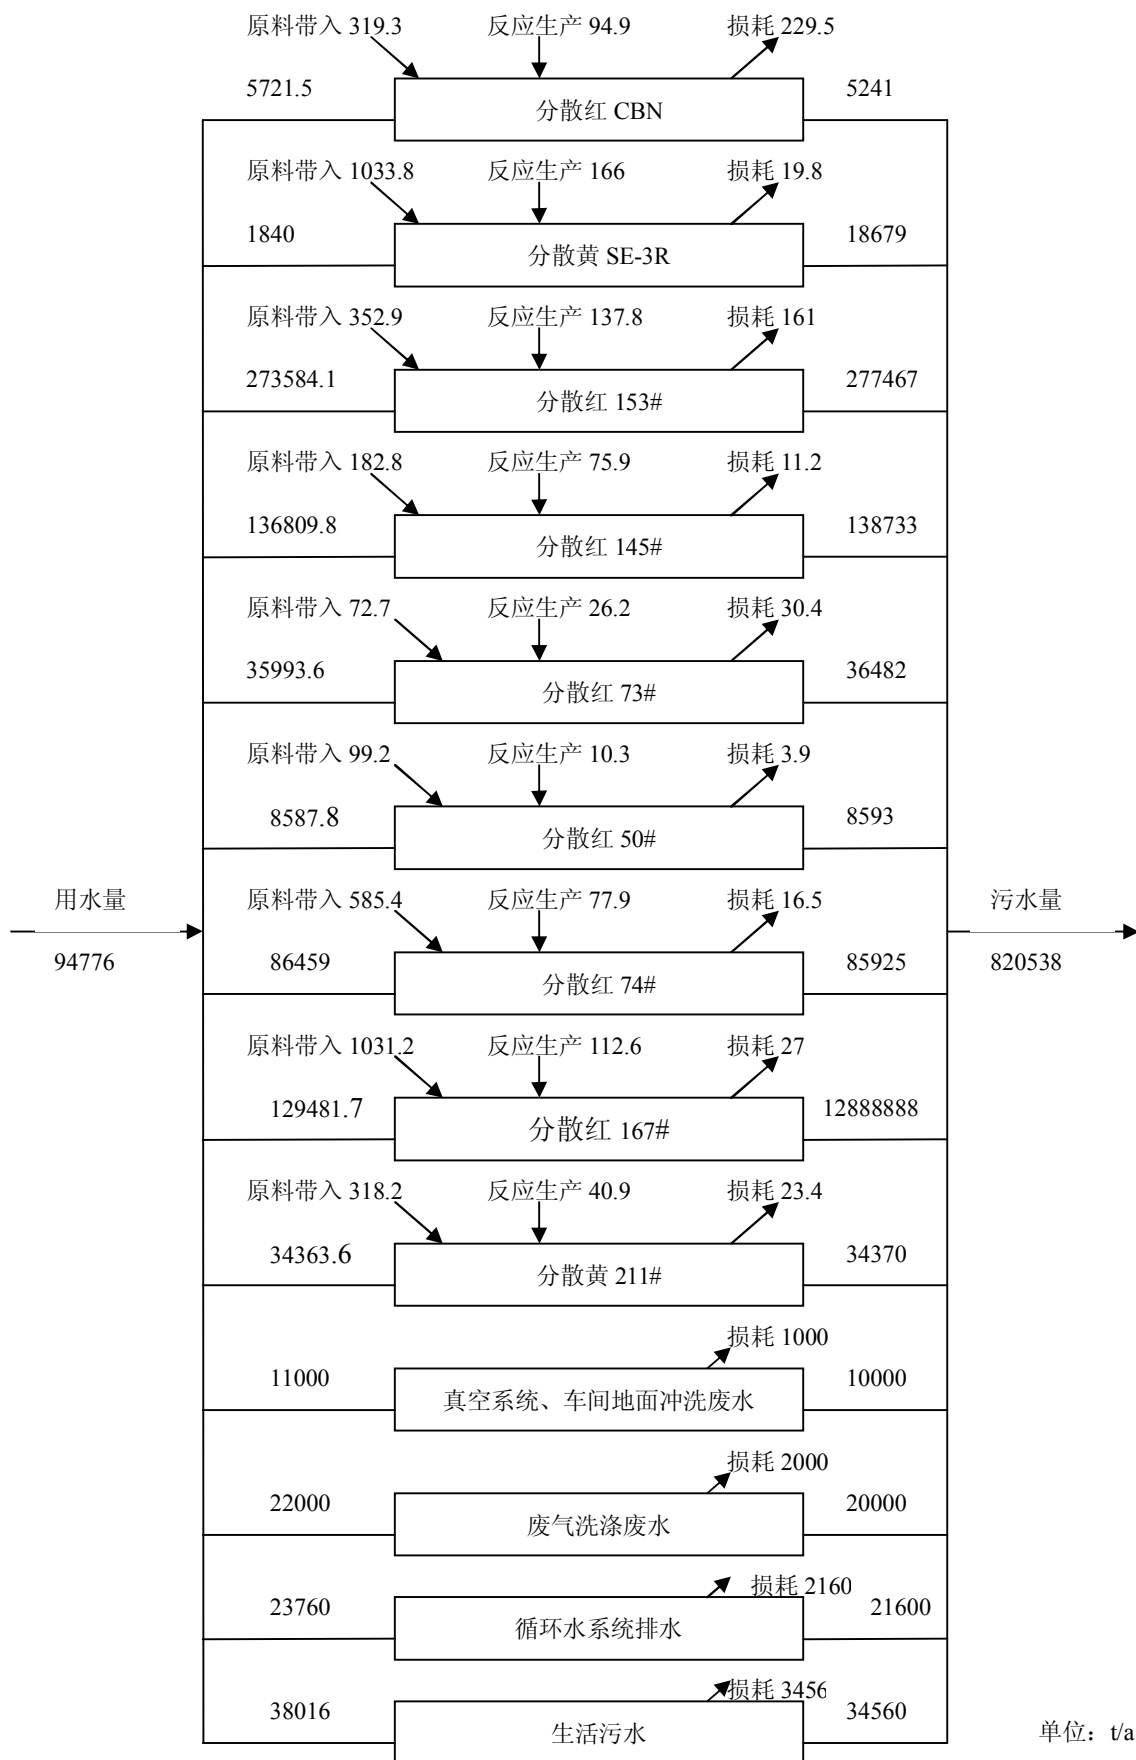 原料带入 319.3 反应生产 94.9 损耗 229.5
5721.5 分散红 CBN 5241
原料带入 1033.8 反应生产 166 损耗 19.8
1840 分散黄 SE-3R 18679
原料带入 352.9 反应生产 137.8 损耗 161
273584.1 分散红 153# 277467
原料带入 182.8 反应生产 75.9 损耗 11.2
136809.8 分散红 145# 138733
原料带入 72.7 反应生产 26.2 损耗 30.4
35993.6 分散红 73# 36482
原料带入 99.2 反应生产 10.3 损耗 3.9
8587.8 分散红 50# 8593
用水量 原料带入 585.4 反应生产 77.9 损耗 16.5 污水量
94776 86459 分散红 74# 85925 820538
原料带入 1031.2 反应生产 112.6 损耗 27
129481.7 分散红 167# 12888888
原料带入 318.2 反应生产 40.9 损耗 23.4
34363.6 分散黄 211# 34370
损耗 1000
11000 真空系统、车间地面冲洗废水 10000
损耗 2000
22000 废气洗涤废水 20000
损耗 2160
23760 循环水系统排水 21600
损耗 3456
38016 生活污水 34560
单位：t/a